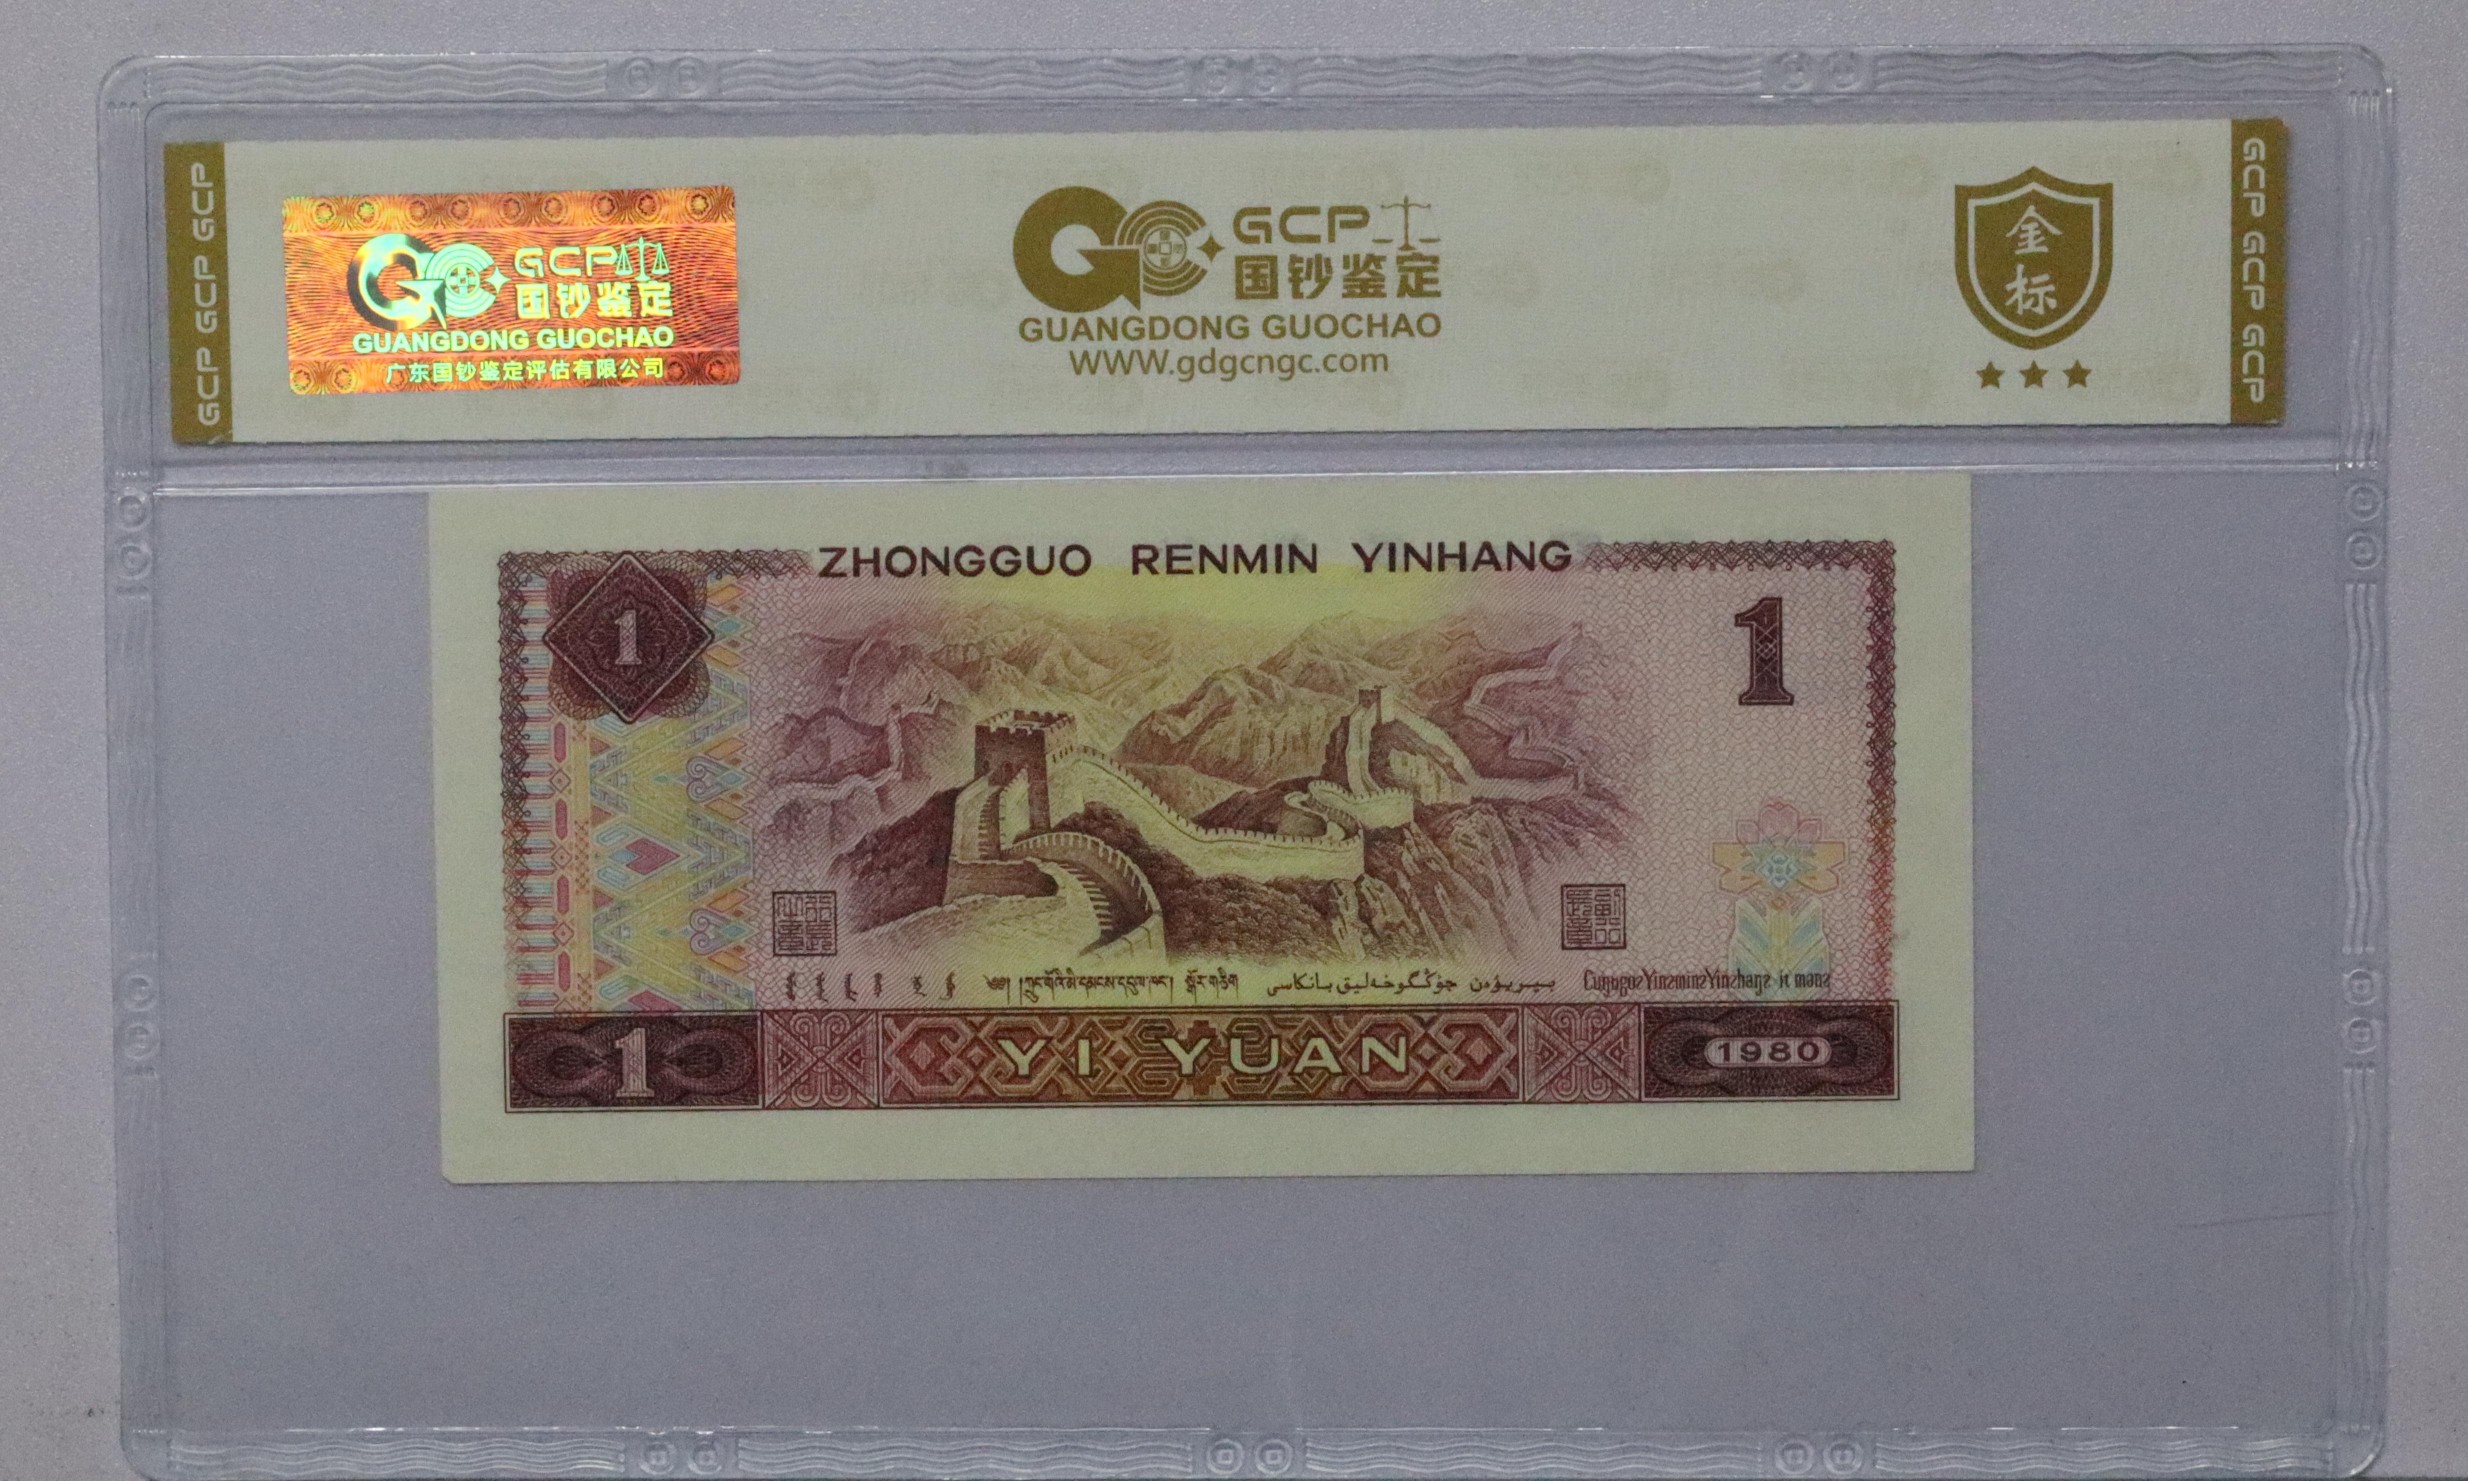 GCP GCP GCP
GCP
国钞鉴定
GUANGDONG GUOCHAO
广东国钞鉴定评估有限公司
GCP
国钞鉴定
GUANGDONG GUOCHAO
WWW.gdgcngc.com
金标
GCP GCP GCP
ZHONGGUO RENMIN YINHANG
1
1
YI YUAN
1
1980